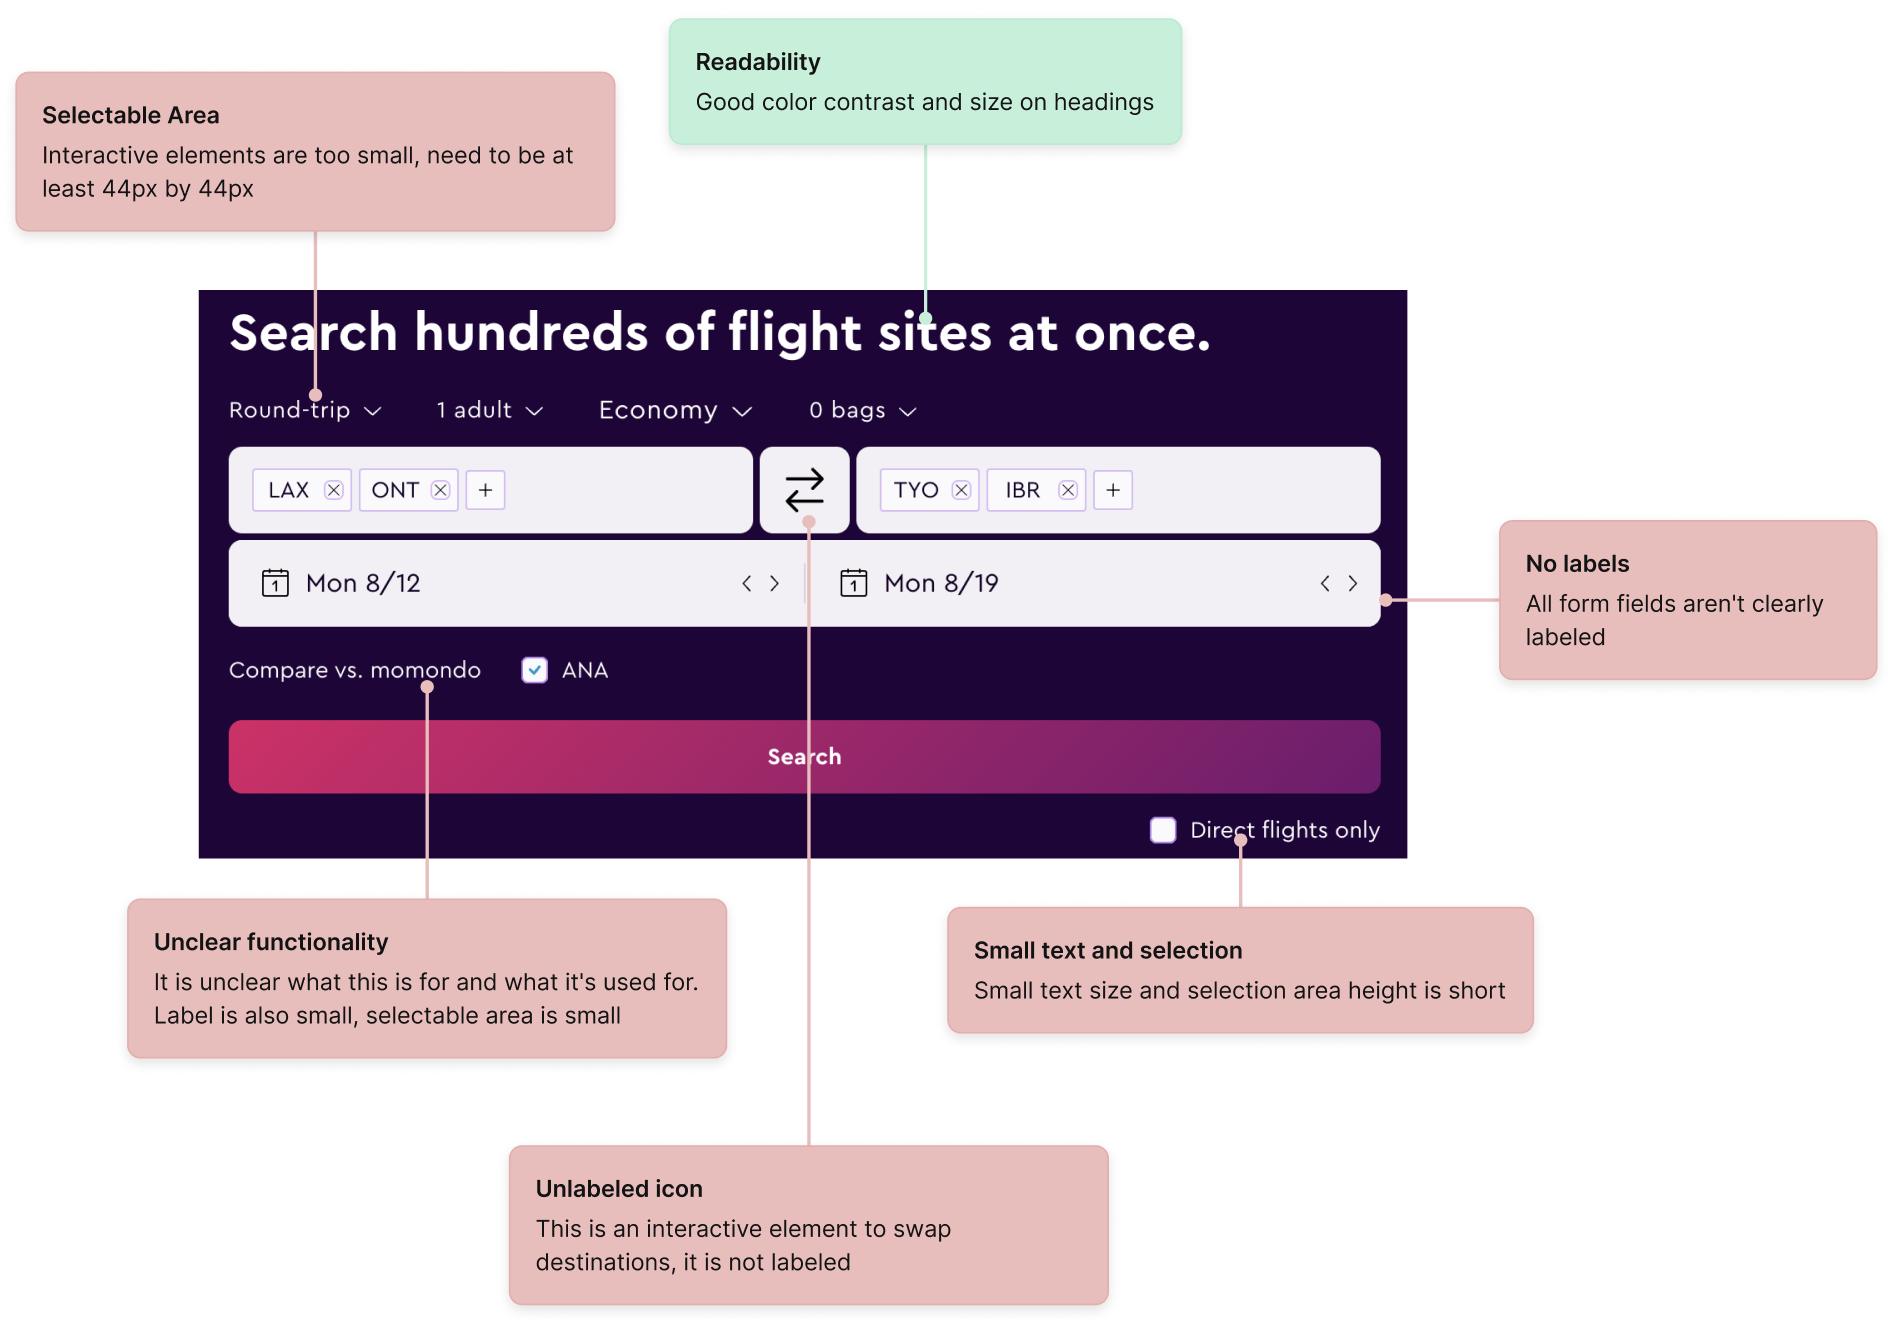 Readability
Good color contrast and size on headings
Selectable Area
Interactive elements are too small, need to be at
least 44px by 44px
Search hundreds of flight sites at once.
Round-trip
1 adult
Economy
0 bags
LAX
ONT
+
TYO
IBR
+
1 Mon 8/12
1 Mon 8/19
No labels
All form fields aren't clearly
labeled
Compare vs. momondo
ANA
Search
Direct flights only
Unclear functionality
It is unclear what this is for and what it's used for.
Label is also small, selectable area is small
Small text and selection
Small text size and selection area height is short
Unlabeled icon
This is an interactive element to swap
destinations, it is not labeled